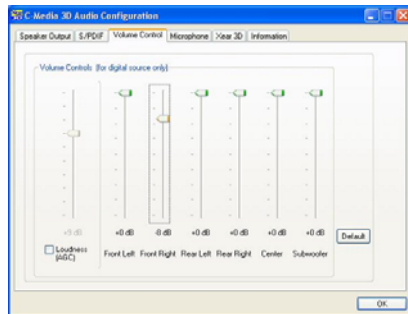 C-Media 3D Audio Configuration
Speaker Output S/PDIF Volume Control Microphone Xear 3D Information
Volume Controls (for digital source only)
+0 dB -8 dB +0 dB +0 dB +0 dB +0 dB
Default
Loudness (AGC)
Front Left Front Right Rear Left Rear Right Center Subwoofer
OK